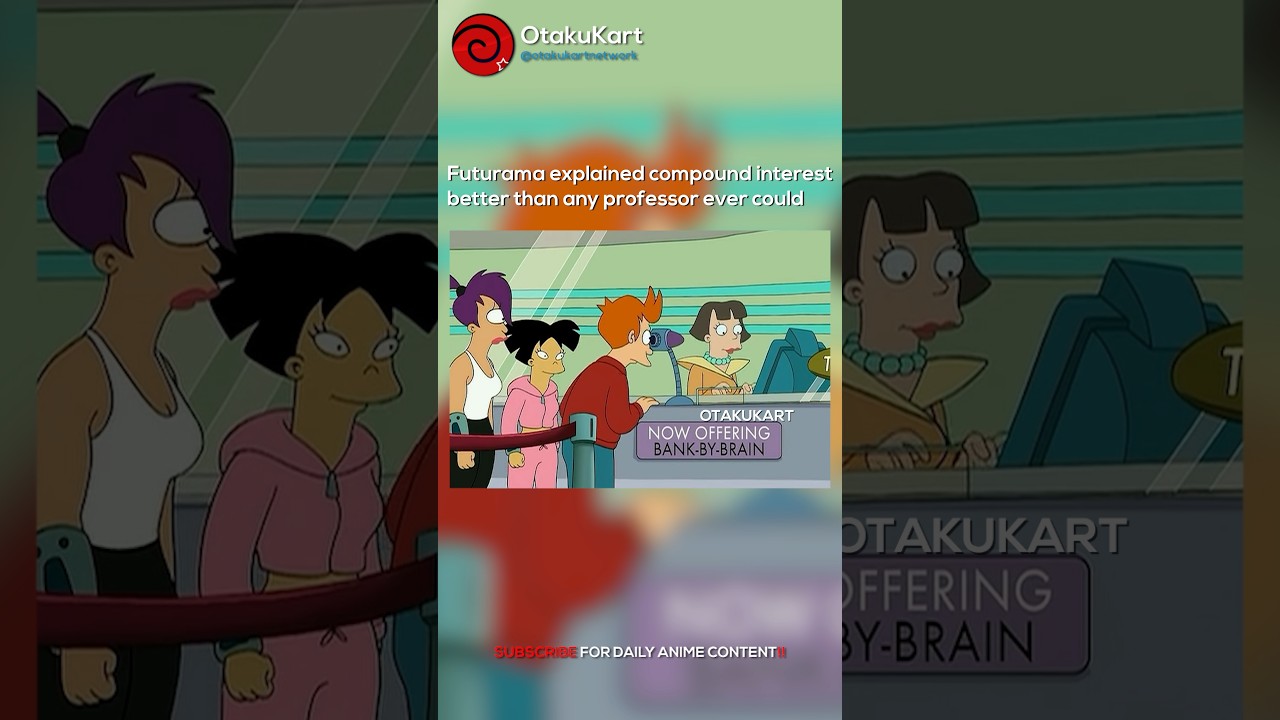 OtakuKart
@otakukartnetwork
Futurama explained compound interest
better than any professor ever could
OTAKUKART
NOW OFFERING
BANK-BY-BRAIN
T
OTAKUKART
OFFERING
BY-BRAIN
T
SUBSCRIBE FOR DAILY ANIME CONTENT!!